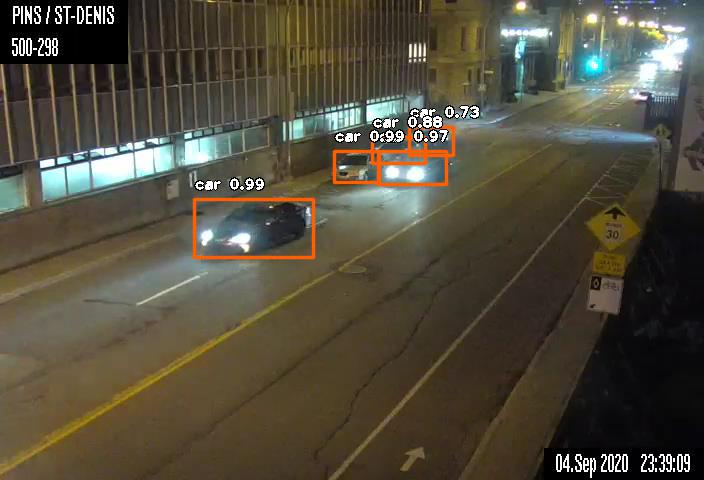 PINS / ST-DENIS
500-298
car 0.73
car 0.88
car 0.99
0.97
car 0.99
30
04.Sep 2020 23:39:09